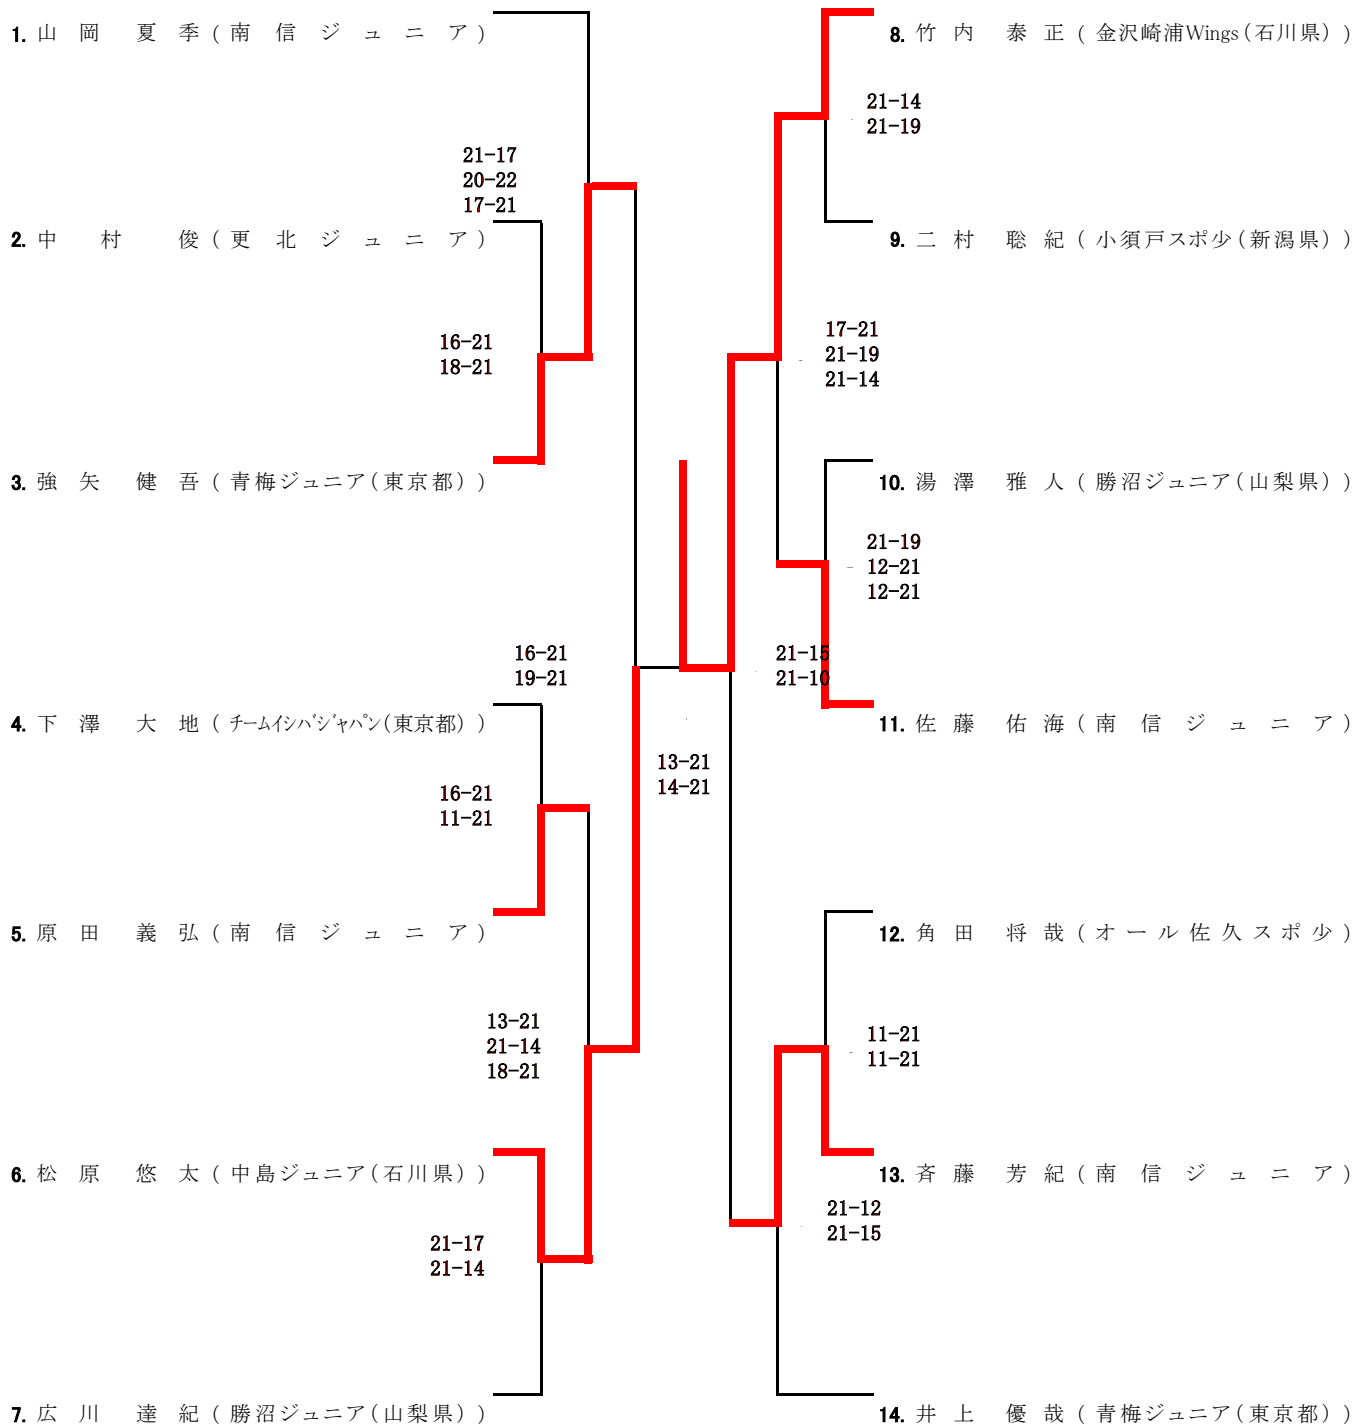 1. 山岡 夏季 (南信ジュニア)
21-17
20-22
17-21
2. 中村 俊 (更北ジュニア)
16-21
18-21
3. 強矢 健吾 (青梅ジュニア(東京都))
16-21
19-21
4. 下澤 大地 (チームイシハﾞシﾞャハﾟン(東京都))
16-21
11-21
5. 原田 義弘 (南信ジュニア)
13-21
21-14
18-21
6. 松原 悠太 (中島ジュニア(石川県))
21-17
21-14
7. 広川 達紀 (勝沼ジュニア(山梨県))
13-21
14-21
8. 竹内 泰正 (金沢崎浦Wings(石川県))
21-14
21-19
9. 二村 聡紀 (小須戸スポ少(新潟県))
17-21
21-19
21-14
10. 湯澤 雅人 (勝沼ジュニア(山梨県))
21-19
12-21
12-21
21-15
21-10
11. 佐藤 佑海 (南信ジュニア)
12. 角田 将哉 (オール佐久スポ少)
11-21
11-21
13. 斉藤 芳紀 (南信ジュニア)
21-12
21-15
14. 井上 優哉 (青梅ジュニア(東京都))